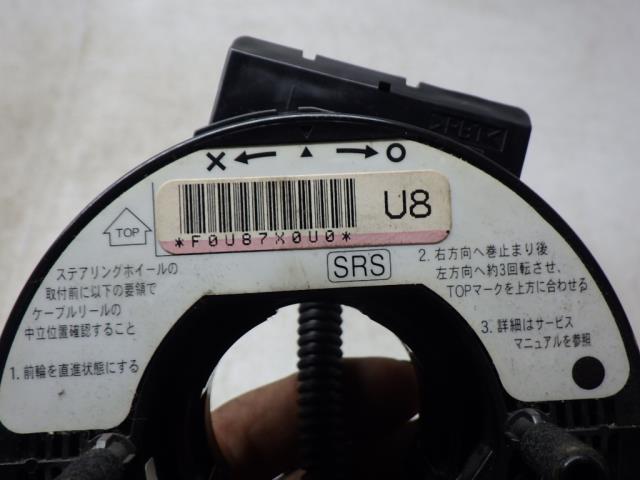 >PBT<
× ← ▲ → ○
U8
*F0U87X0U0*
TOP
SRS
ステアリングホイールの
取付前に以下の要領で
ケーブルリールの
中立位置確認すること
1. 前輪を直進状態にする
2. 右方向へ巻止まり後
左方向へ約3回転させ、
TOPマークを上方に合わせる
3. 詳細はサービス
マニュアルを参照